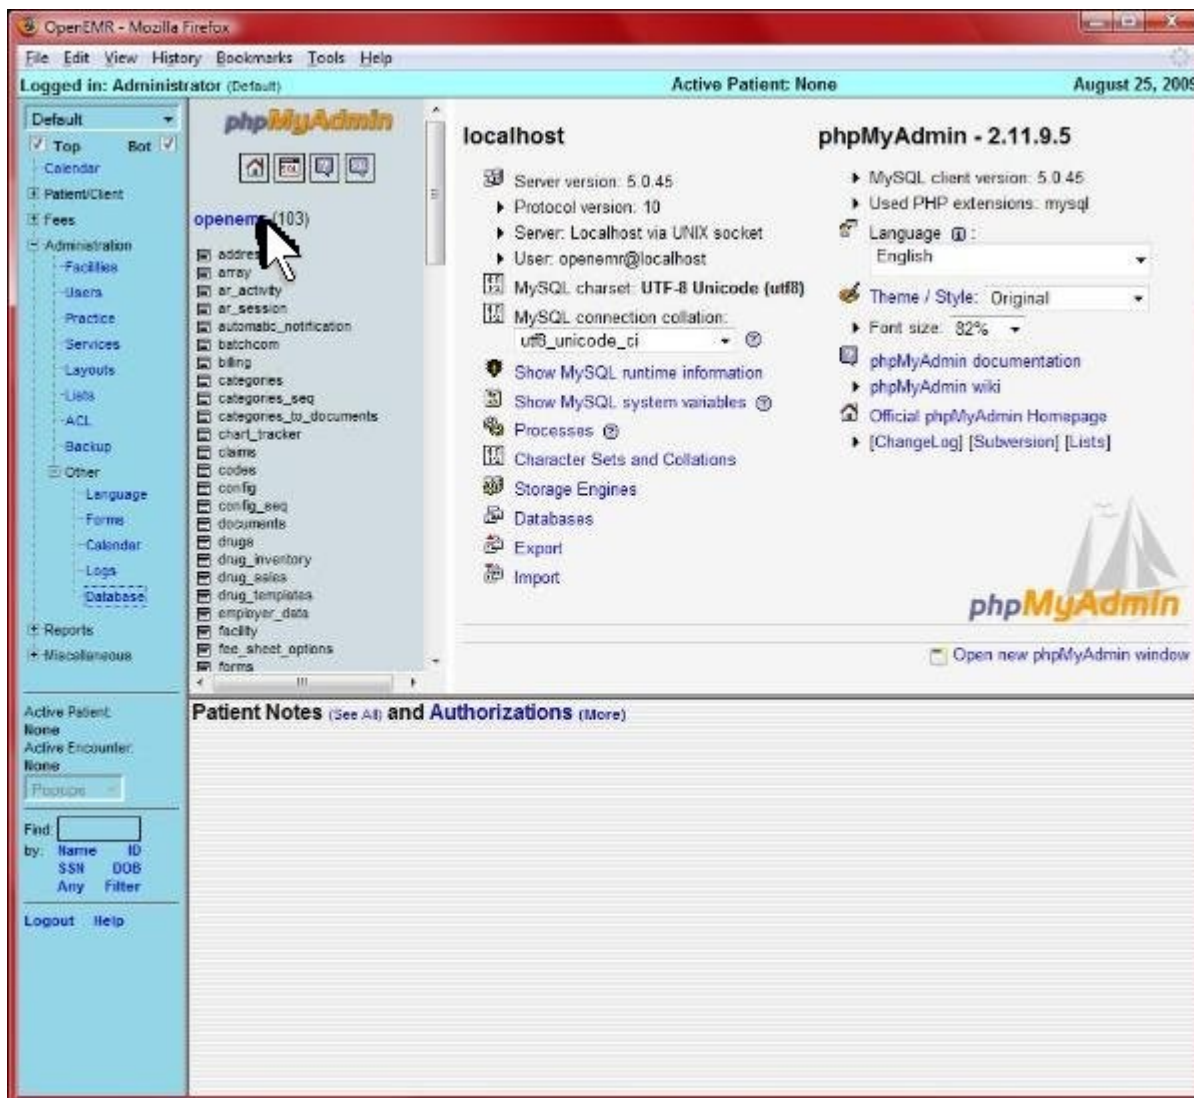 OpenEMR - Mozilla Firefox
File Edit View History Bookmarks Tools Help
Logged in: Administrator (Default) Active Patient: None August 25, 2009
Default
Top Bot
Calendar
Patient/Client
Fees
Administration
Facilities
Users
Practice
Services
Layouts
Lists
ACL
Backup
Other
Language
Forms
Calendar
Logs
Database
Reports
Miscellaneous
Active Patient:
None
Active Encounter:
None
Popups
Find:
by: Name ID
SSN DOB
Any Filter
Logout Help
phpMyAdmin
SQL
openemr (103)
array
ar_activity
ar_session
automatic_notification
batchcom
billing
categories
categories_seq
categories_to_documents
chart_tracker
claims
codes
config
config_seq
documents
drugs
drug_inventory
drug_sales
drug_templates
employer_data
facility
fee_sheet_options
forms
localhost
Server version: 5.0.45
Protocol version: 10
Server: Localhost via UNIX socket
User: openemr@localhost
MySQL charset: UTF-8 Unicode (utf8)
MySQL connection collation:
utf8_unicode_ci
Show MySQL runtime information
Show MySQL system variables
Processes
Character Sets and Collations
Storage Engines
Databases
Export
Import
phpMyAdmin - 2.11.9.5
MySQL client version: 5.0.45
Used PHP extensions: mysql
Language :
English
Theme / Style: Original
Font size: 82%
phpMyAdmin documentation
phpMyAdmin wiki
Official phpMyAdmin Homepage
[ChangeLog] [Subversion] [Lists]
phpMyAdmin
Open new phpMyAdmin window
Patient Notes (See All) and Authorizations (More)